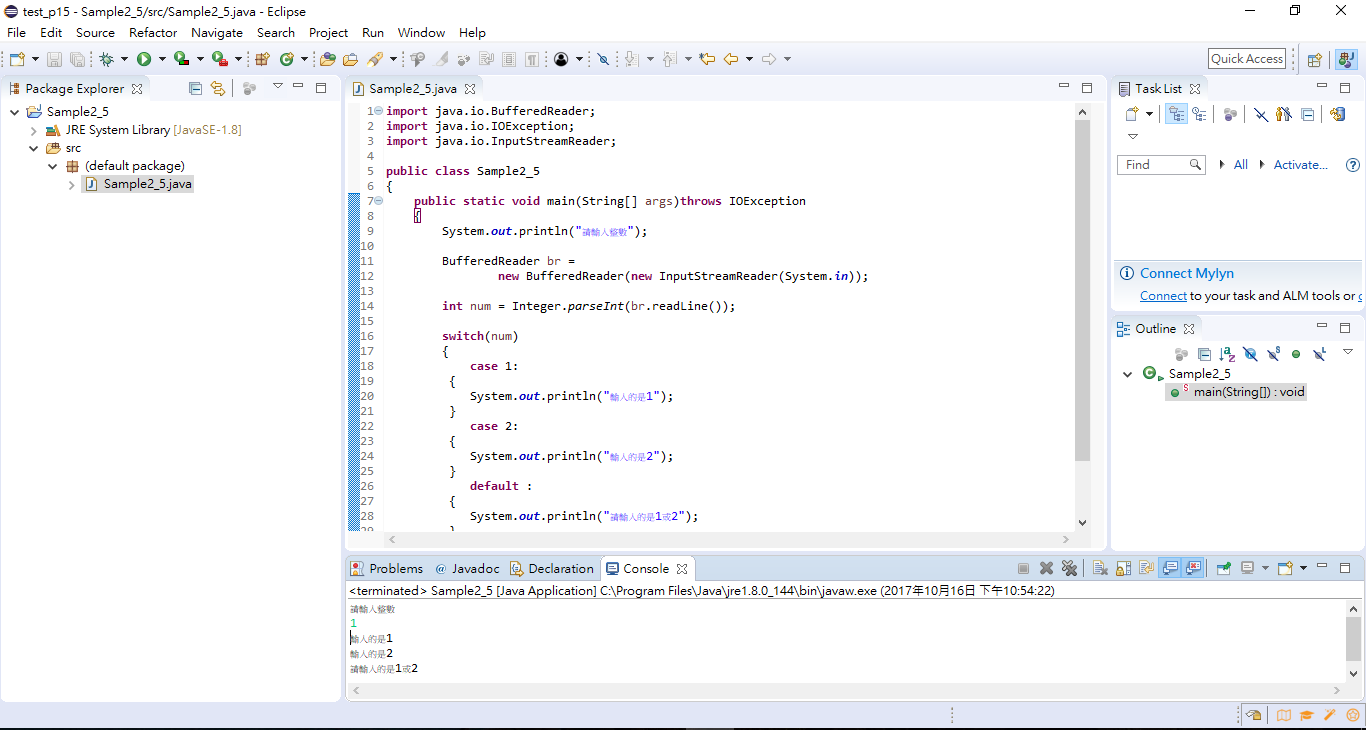 test_p15 - Sample2_5/src/Sample2_5.java - Eclipse
File Edit Source Refactor Navigate Search Project Run Window Help
Quick Access
Package Explorer
Sample2_5
JRE System Library [JavaSE-1.8]
src
(default package)
Sample2_5.java
Sample2_5.java
1 import java.io.BufferedReader;
2 import java.io.IOException;
3 import java.io.InputStreamReader;
4
5 public class Sample2_5
6 {
7 public static void main(String[] args)throws IOException
8 {
9 System.out.println("請輸入整數");
10
11 BufferedReader br =
12 new BufferedReader(new InputStreamReader(System.in));
13
14 int num = Integer.parseInt(br.readLine());
15
16 switch(num)
17 {
18 case 1:
19 {
20 System.out.println("輸入的是1");
21 }
22 case 2:
23 {
24 System.out.println("輸入的是2");
25 }
26 default :
27 {
28 System.out.println("請輸入的是1或2");
29 }
Task List
Find All Activate...
Connect Mylyn
Connect to your task and ALM tools or c
Outline
Sample2_5
main(String[]) : void
Problems @ Javadoc Declaration Console
<terminated> Sample2_5 [Java Application] C:\Program Files\Java\jre1.8.0_144\bin\javaw.exe (2017年10月16日 下午10:54:22)
請輸入整數
1
輸入的是1
輸入的是2
請輸入的是1或2